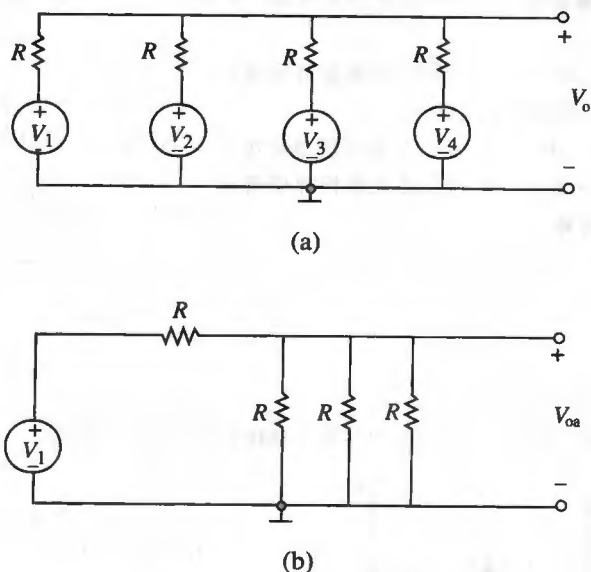 R R R R
+ + + + +
V1 V2 V3 V4 Vo
− − − − −
(a)
R
R R R
+ +
V1 Voa
− −
(b)